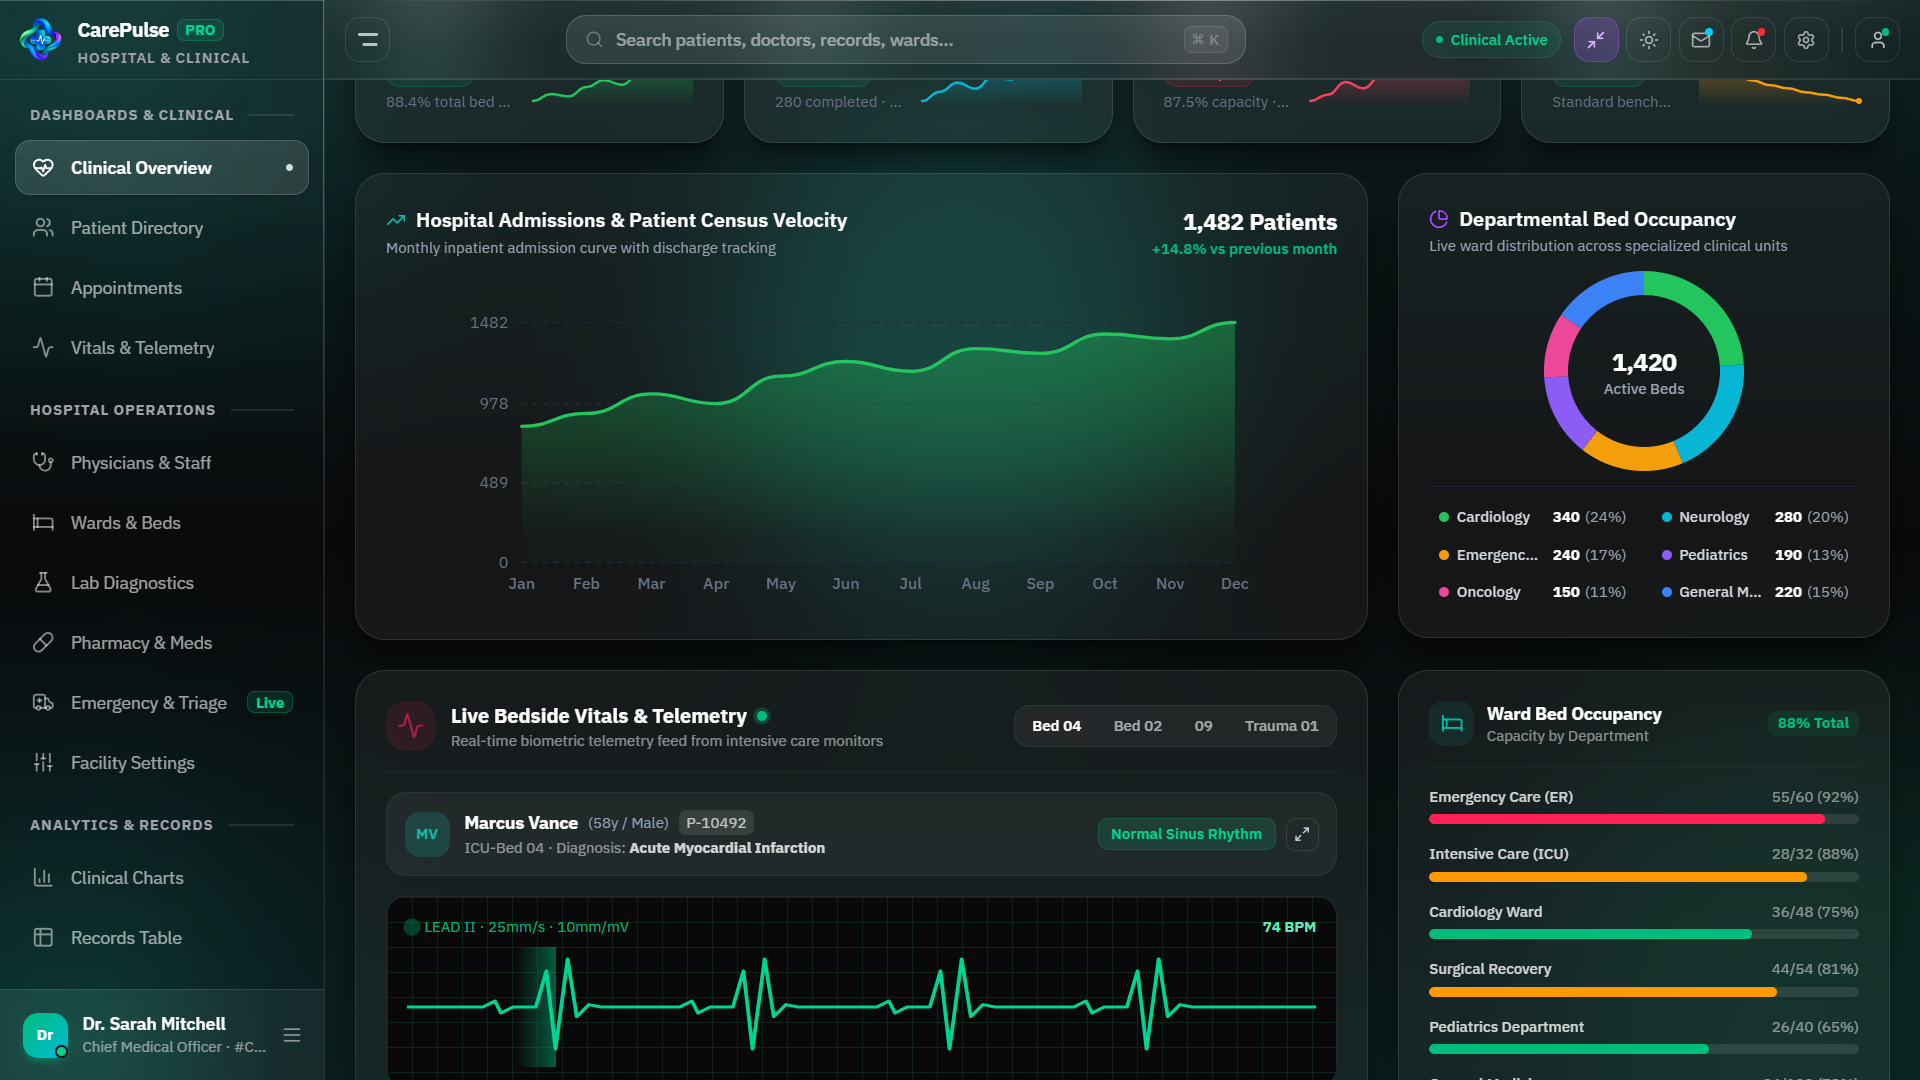 CarePulse PRO
HOSPITAL & CLINICAL
Search patients, doctors, records, wards...
⌘ K
Clinical Active
DASHBOARDS & CLINICAL
Clinical Overview
Patient Directory
Appointments
Vitals & Telemetry
HOSPITAL OPERATIONS
Physicians & Staff
Wards & Beds
Lab Diagnostics
Pharmacy & Meds
Emergency & Triage Live
Facility Settings
ANALYTICS & RECORDS
Clinical Charts
Records Table
Dr
Dr. Sarah Mitchell
Chief Medical Officer · #C...
88.4% total bed ...
280 completed · ...
87.5% capacity ·...
Standard bench...
Hospital Admissions & Patient Census Velocity
Monthly inpatient admission curve with discharge tracking
1,482 Patients
+14.8% vs previous month
1482
978
489
0
Jan Feb Mar Apr May Jun Jul Aug Sep Oct Nov Dec
Departmental Bed Occupancy
Live ward distribution across specialized clinical units
1,420
Active Beds
Cardiology 340 (24%) Neurology 280 (20%)
Emergenc... 240 (17%) Pediatrics 190 (13%)
Oncology 150 (11%) General M... 220 (15%)
Live Bedside Vitals & Telemetry
Real-time biometric telemetry feed from intensive care monitors
Bed 04 Bed 02 09 Trauma 01
MV
Marcus Vance (58y / Male) P-10492
ICU-Bed 04 · Diagnosis: Acute Myocardial Infarction
Normal Sinus Rhythm
LEAD II · 25mm/s · 10mm/mV
74 BPM
Ward Bed Occupancy
Capacity by Department
88% Total
Emergency Care (ER) 55/60 (92%)
Intensive Care (ICU) 28/32 (88%)
Cardiology Ward 36/48 (75%)
Surgical Recovery 44/54 (81%)
Pediatrics Department 26/40 (65%)